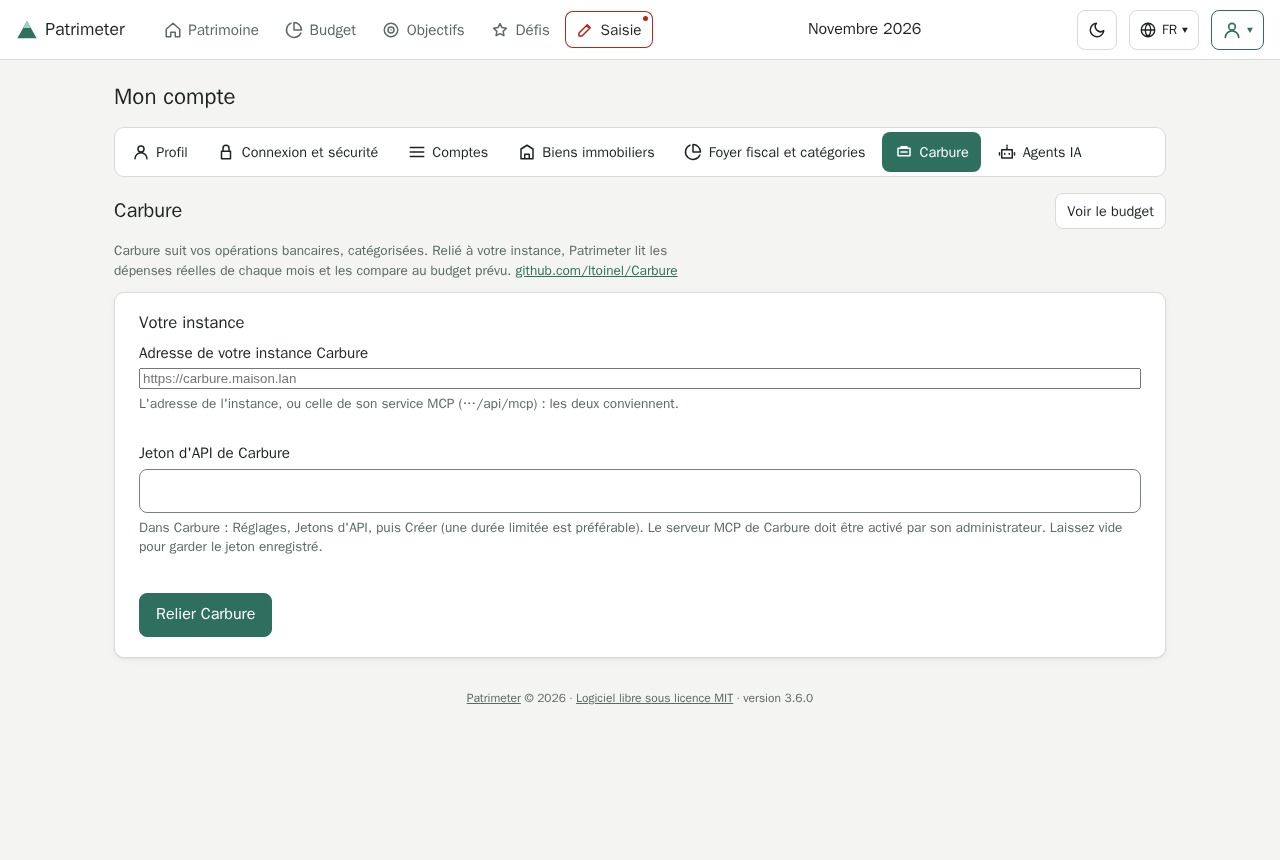 Patrimeter
Patrimoine
Budget
Objectifs
Défis
Saisie
Novembre 2026
FR ▾
▾
Mon compte
Profil
Connexion et sécurité
Comptes
Biens immobiliers
Foyer fiscal et catégories
Carbure
Agents IA
Carbure
Voir le budget
Carbure suit vos opérations bancaires, catégorisées. Relié à votre instance, Patrimeter lit les
dépenses réelles de chaque mois et les compare au budget prévu. github.com/ltoinel/Carbure
Votre instance
Adresse de votre instance Carbure
https://carbure.maison.lan
L'adresse de l'instance, ou celle de son service MCP (···/api/mcp) : les deux conviennent.
Jeton d'API de Carbure
Dans Carbure : Réglages, Jetons d'API, puis Créer (une durée limitée est préférable). Le serveur MCP de Carbure doit être activé par son administrateur. Laissez vide
pour garder le jeton enregistré.
Relier Carbure
Patrimeter © 2026 · Logiciel libre sous licence MIT · version 3.6.0